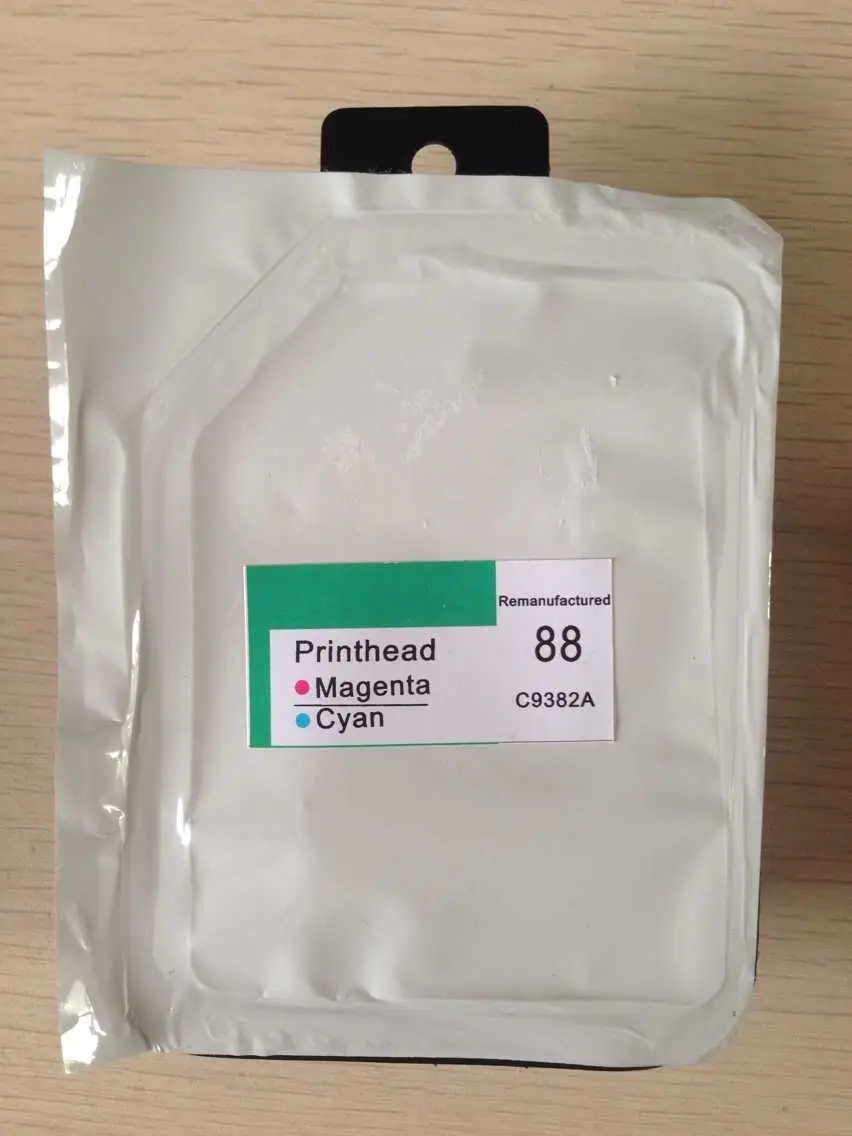 Remanufactured
Printhead
88
Magenta
C9382A
Cyan